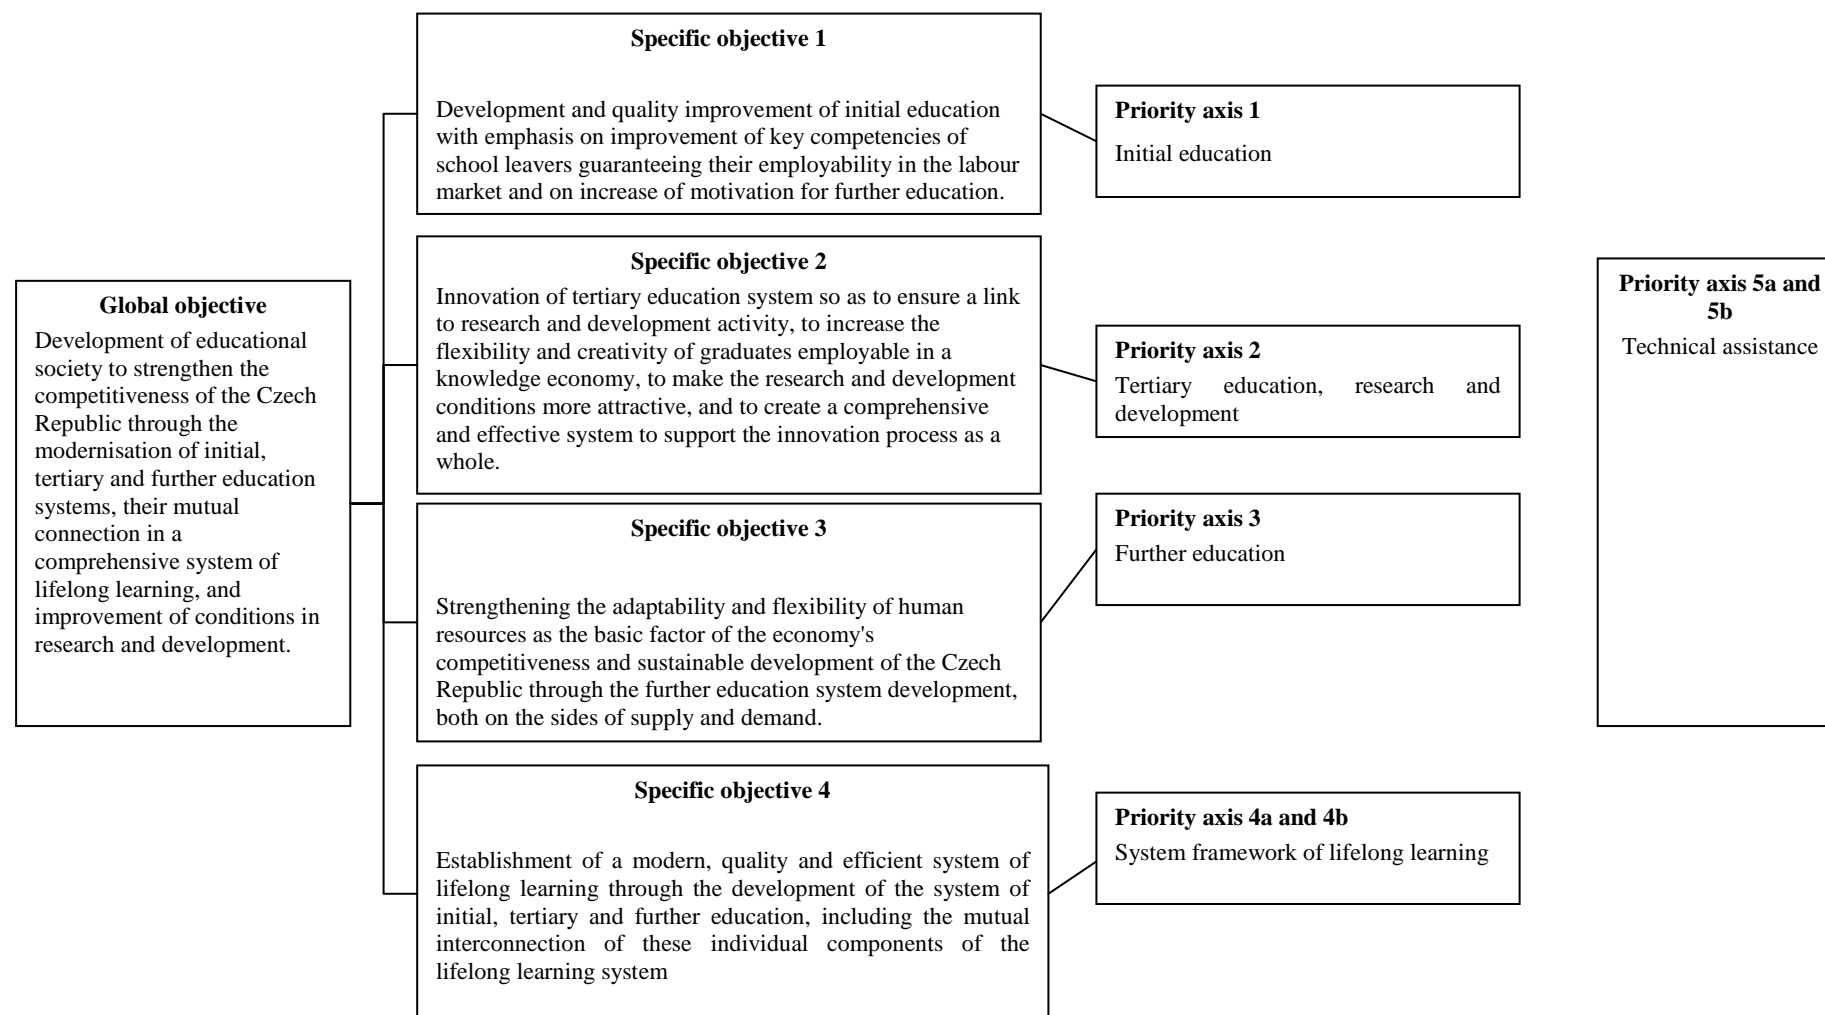 Specific objective 1
Development and quality improvement of initial education
with emphasis on improvement of key competencies of
school leavers guaranteeing their employability in the labour
market and on increase of motivation for further education.
Priority axis 1
Initial education
Specific objective 2
Innovation of tertiary education system so as to ensure a link
to research and development activity, to increase the
flexibility and creativity of graduates employable in a
knowledge economy, to make the research and development
conditions more attractive, and to create a comprehensive
and effective system to support the innovation process as a
whole.
Priority axis 2
Tertiary education, research and
development
Priority axis 5a and
5b
Technical assistance
Global objective
Development of educational
society to strengthen the
competitiveness of the Czech
Republic through the
modernisation of initial,
tertiary and further education
systems, their mutual
connection in a
comprehensive system of
lifelong learning, and
improvement of conditions in
research and development.
Specific objective 3
Strengthening the adaptability and flexibility of human
resources as the basic factor of the economy's
competitiveness and sustainable development of the Czech
Republic through the further education system development,
both on the sides of supply and demand.
Priority axis 3
Further education
Specific objective 4
Establishment of a modern, quality and efficient system of
lifelong learning through the development of the system of
initial, tertiary and further education, including the mutual
interconnection of these individual components of the
lifelong learning system
Priority axis 4a and 4b
System framework of lifelong learning